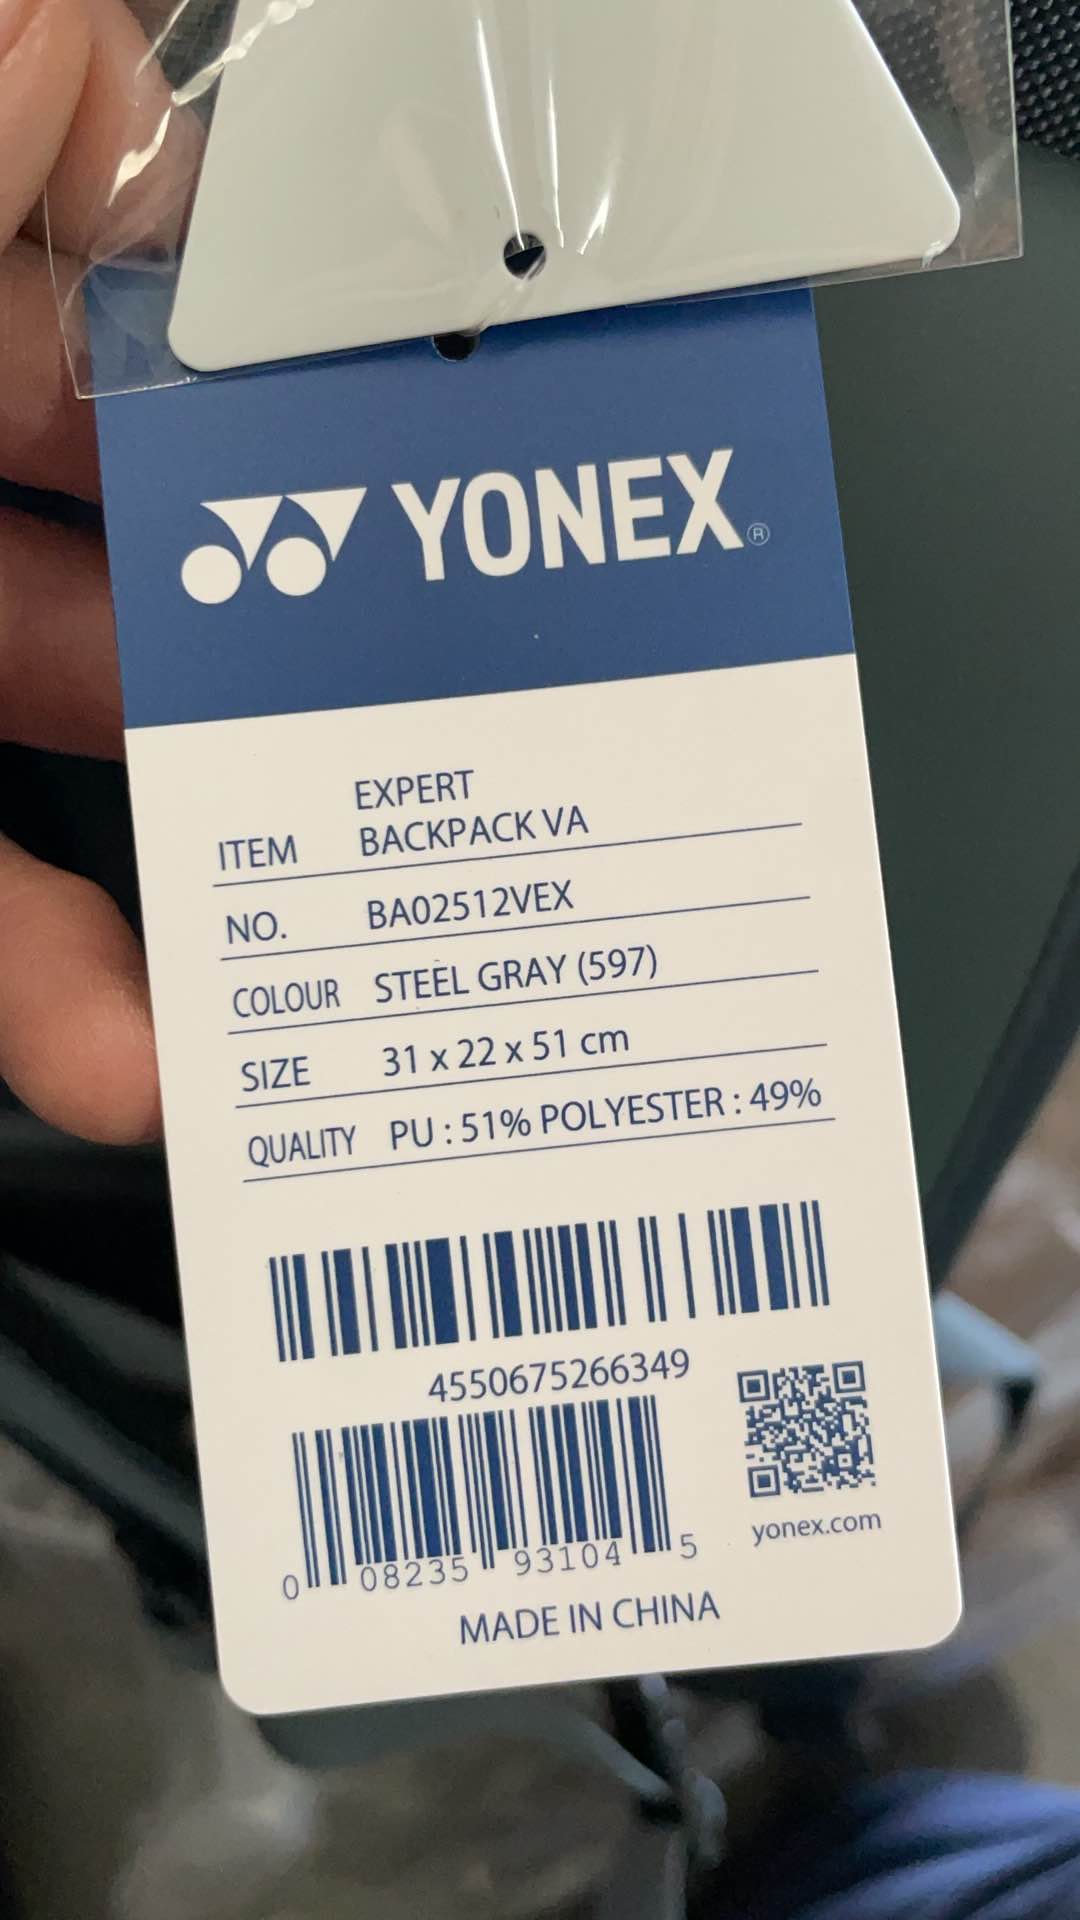 YONEX®
EXPERT
ITEM BACKPACK VA
NO. BA02512VEX
COLOUR STEEL GRAY (597)
SIZE 31 x 22 x 51 cm
QUALITY PU : 51% POLYESTER : 49%
4550675266349
0 08235 93104 5
yonex.com
MADE IN CHINA